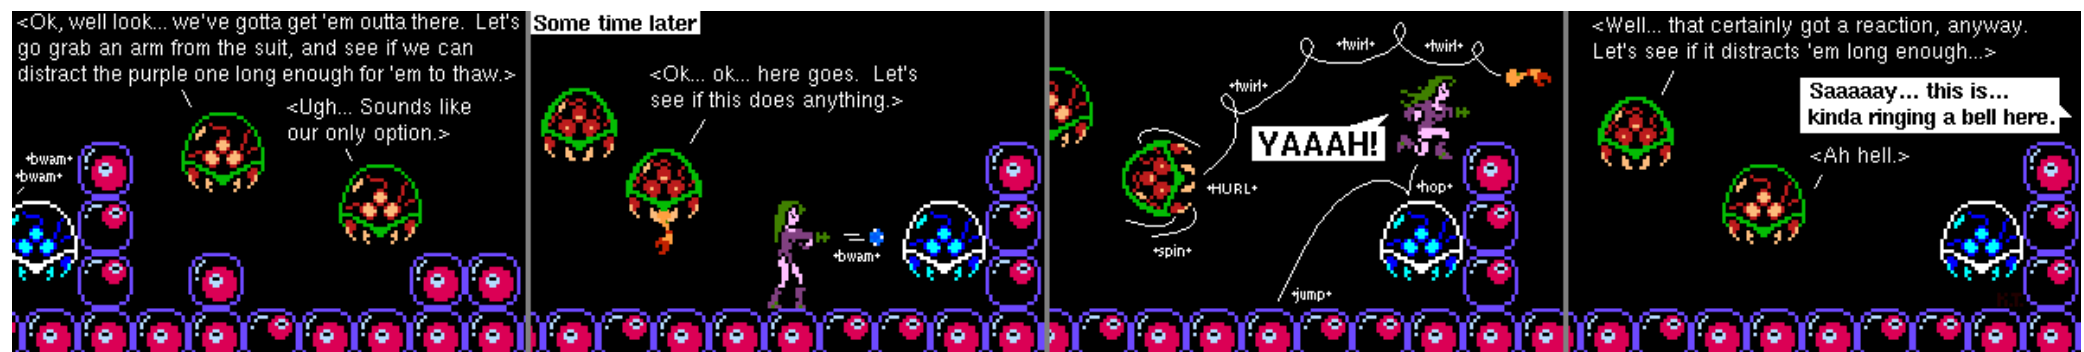 <Ok, well look... we've gotta get 'em outta there.  Let's
go grab an arm from the suit, and see if we can
distract the purple one long enough for 'em to thaw.>
<Ugh... Sounds like
our only option.>
*bwam*
*bwam*
Some time later
<Ok... ok... here goes.  Let's
see if this does anything.>
*bwam*
*twirl*
*twirl*
*twirl*
YAAAH!
*HURL*
*hop*
*spin*
*jump*
<Well... that certainly got a reaction, anyway.
Let's see if it distracts 'em long enough...>
Saaaaay... this is...
kinda ringing a bell here.
<Ah hell.>